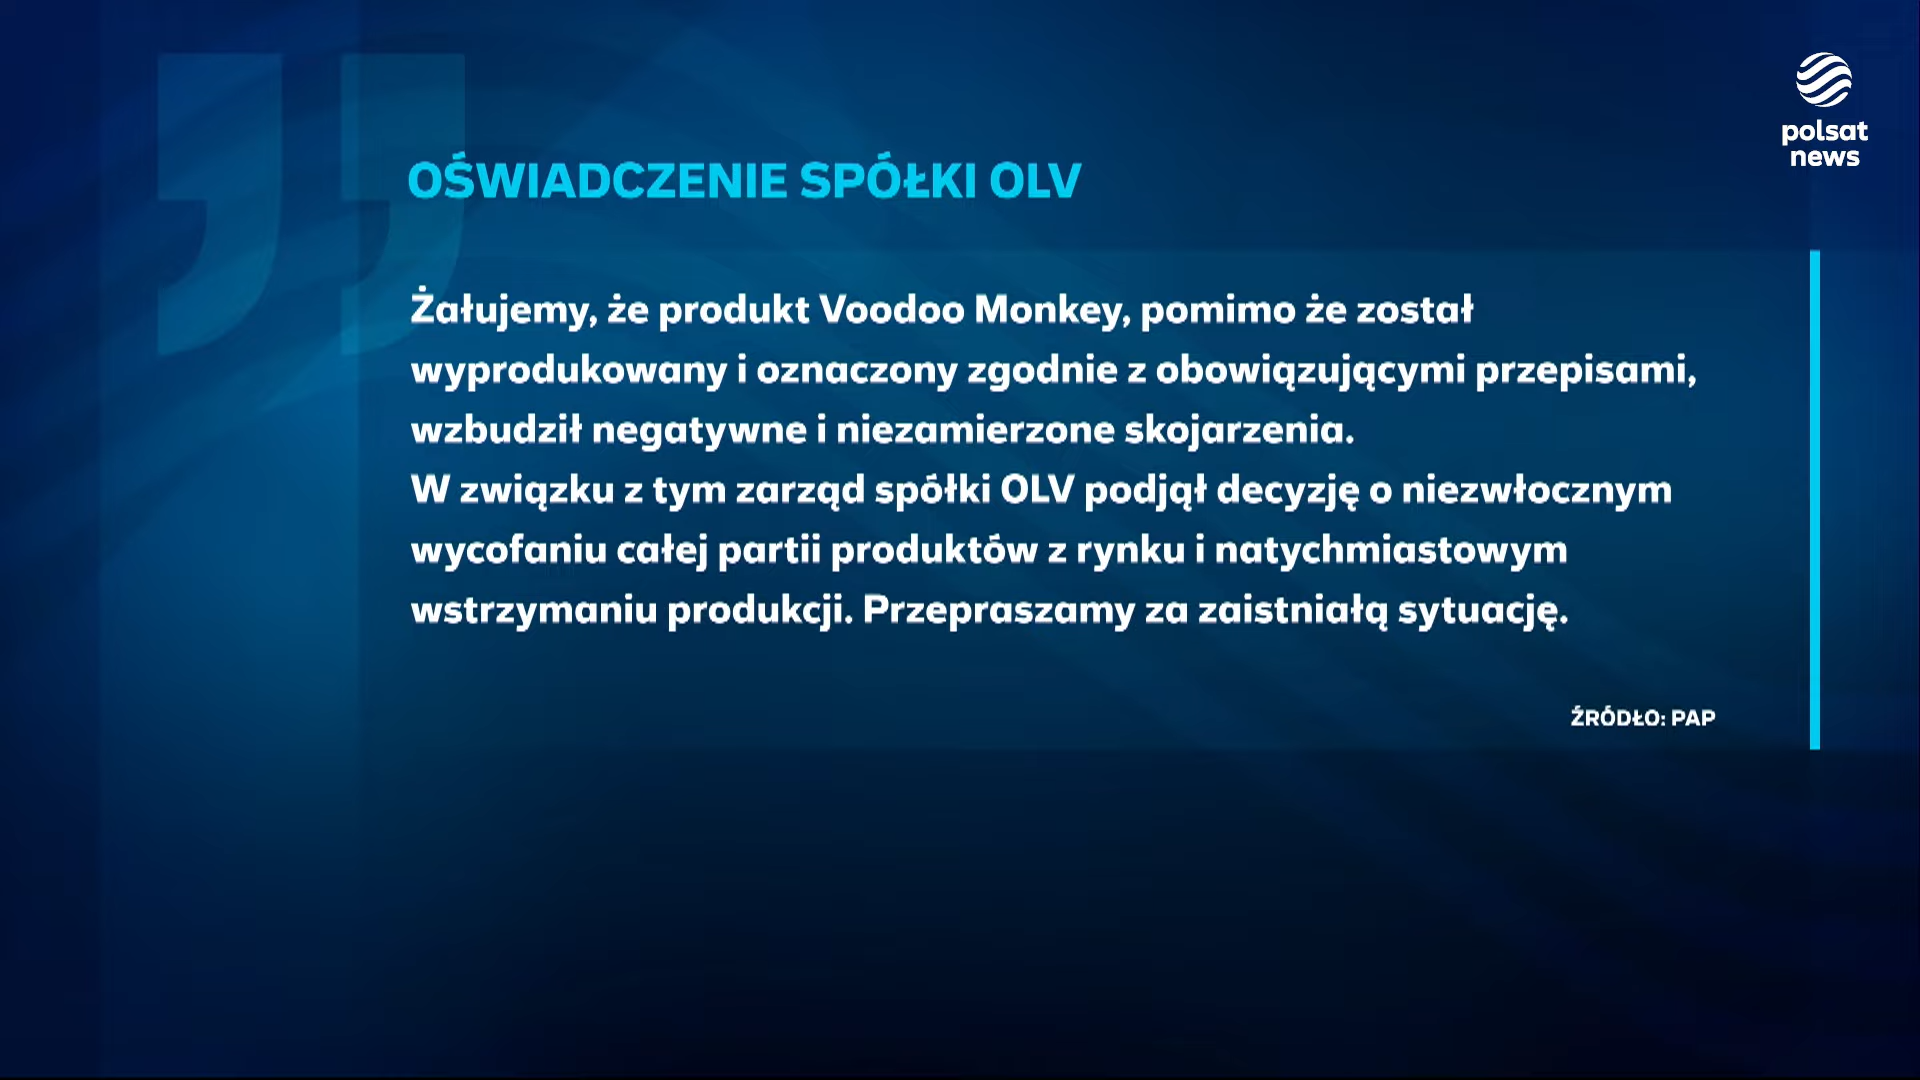 polsat
news
OŚWIADCZENIE SPÓŁKI OLV
Żałujemy, że produkt Voodoo Monkey, pomimo że został
wyprodukowany i oznaczony zgodnie z obowiązującymi przepisami,
wzbudził negatywne i niezamierzone skojarzenia.
W związku z tym zarząd spółki OLV podjął decyzję o niezwłocznym
wycofaniu całej partii produktów z rynku i natychmiastowym
wstrzymaniu produkcji. Przepraszamy za zaistniałą sytuację.
ŹRÓDŁO: PAP